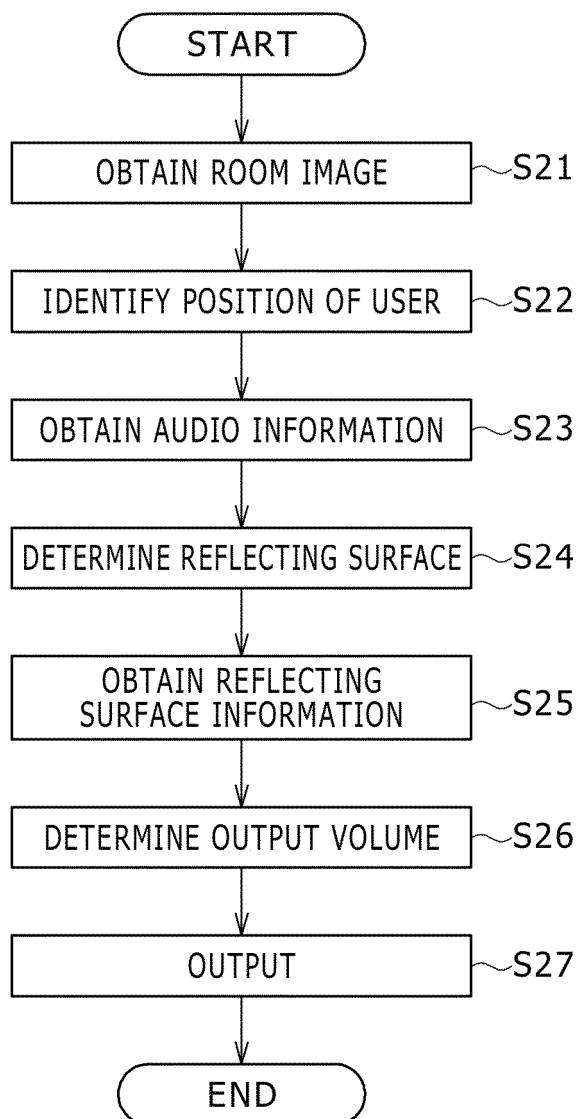 START
OBTAIN ROOM IMAGE
S21
IDENTIFY POSITION OF USER
S22
OBTAIN AUDIO INFORMATION
S23
DETERMINE REFLECTING SURFACE
S24
OBTAIN REFLECTING
SURFACE INFORMATION
S25
DETERMINE OUTPUT VOLUME
S26
OUTPUT
S27
END